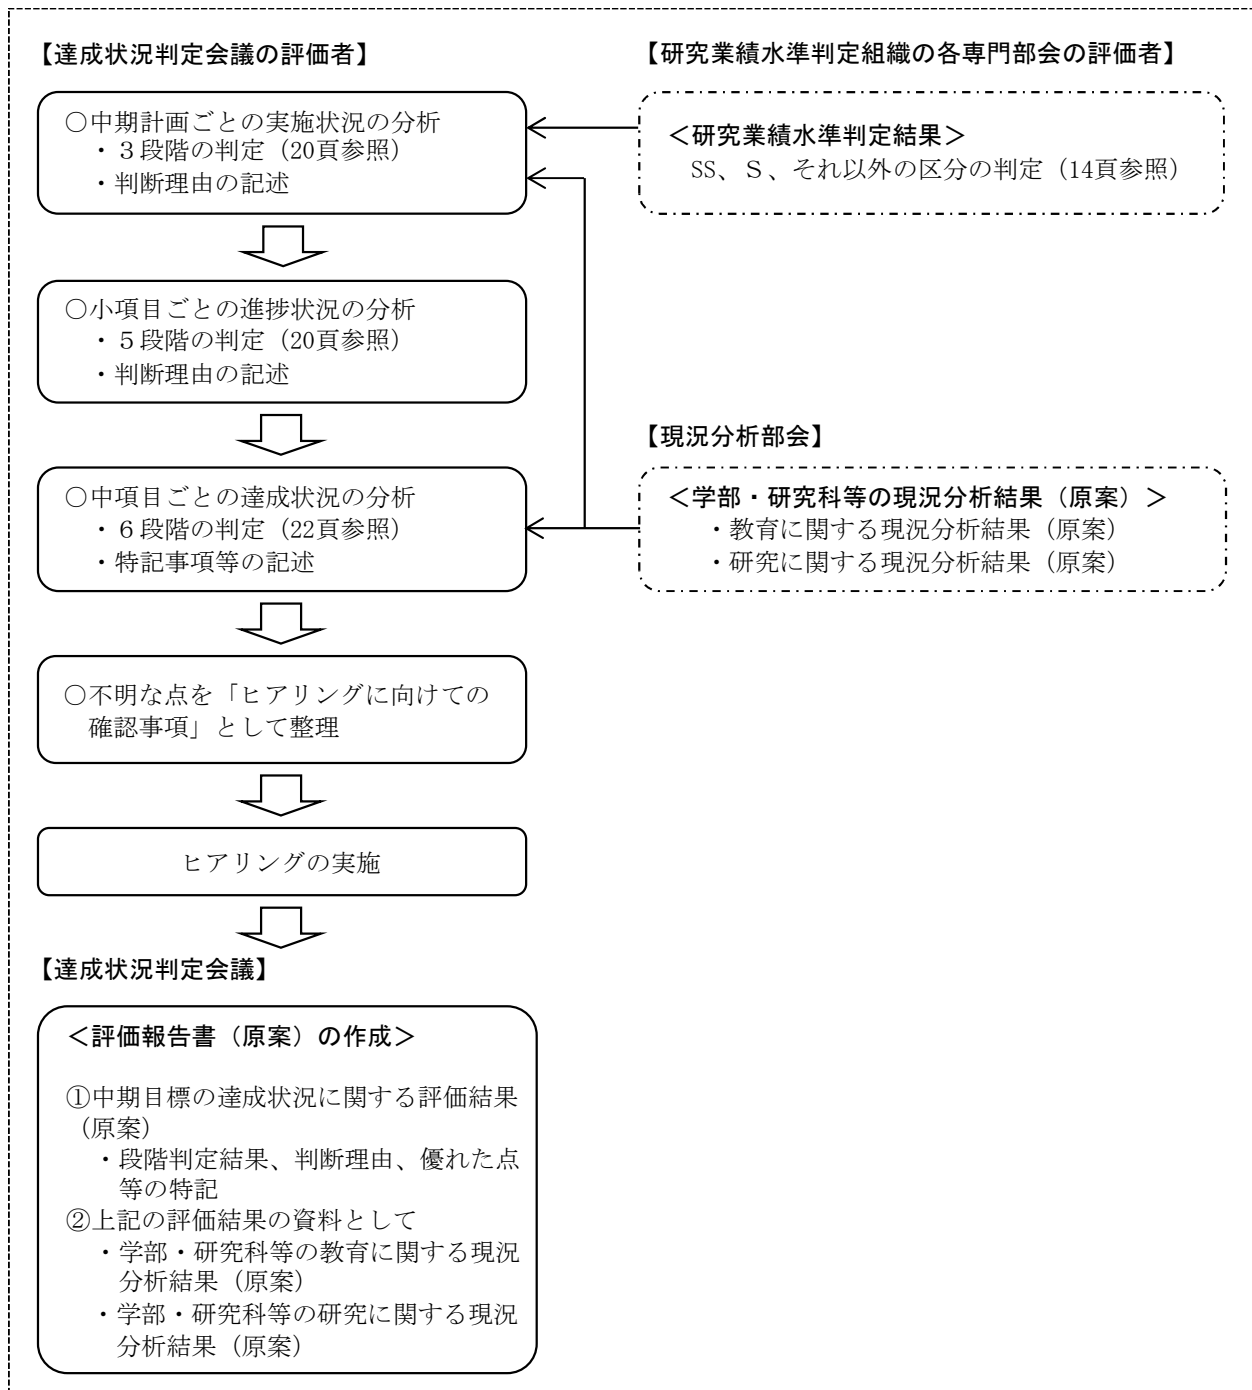 【達成状況判定会議の評価者】
○中期計画ごとの実施状況の分析
・３段階の判定（20頁参照）
・判断理由の記述
○小項目ごとの進捗状況の分析
・５段階の判定（20頁参照）
・判断理由の記述
○中項目ごとの達成状況の分析
・６段階の判定（22頁参照）
・特記事項等の記述
○不明な点を「ヒアリングに向けての
確認事項」として整理
ヒアリングの実施
【研究業績水準判定組織の各専門部会の評価者】
＜研究業績水準判定結果＞
SS、Ｓ、それ以外の区分の判定（14頁参照）
【現況分析部会】
＜学部・研究科等の現況分析結果（原案）＞
・教育に関する現況分析結果（原案）
・研究に関する現況分析結果（原案）
【達成状況判定会議】
＜評価報告書（原案）の作成＞
①中期目標の達成状況に関する評価結果
（原案）
・段階判定結果、判断理由、優れた点
等の特記
②上記の評価結果の資料として
・学部・研究科等の教育に関する現況
分析結果（原案）
・学部・研究科等の研究に関する現況
分析結果（原案）